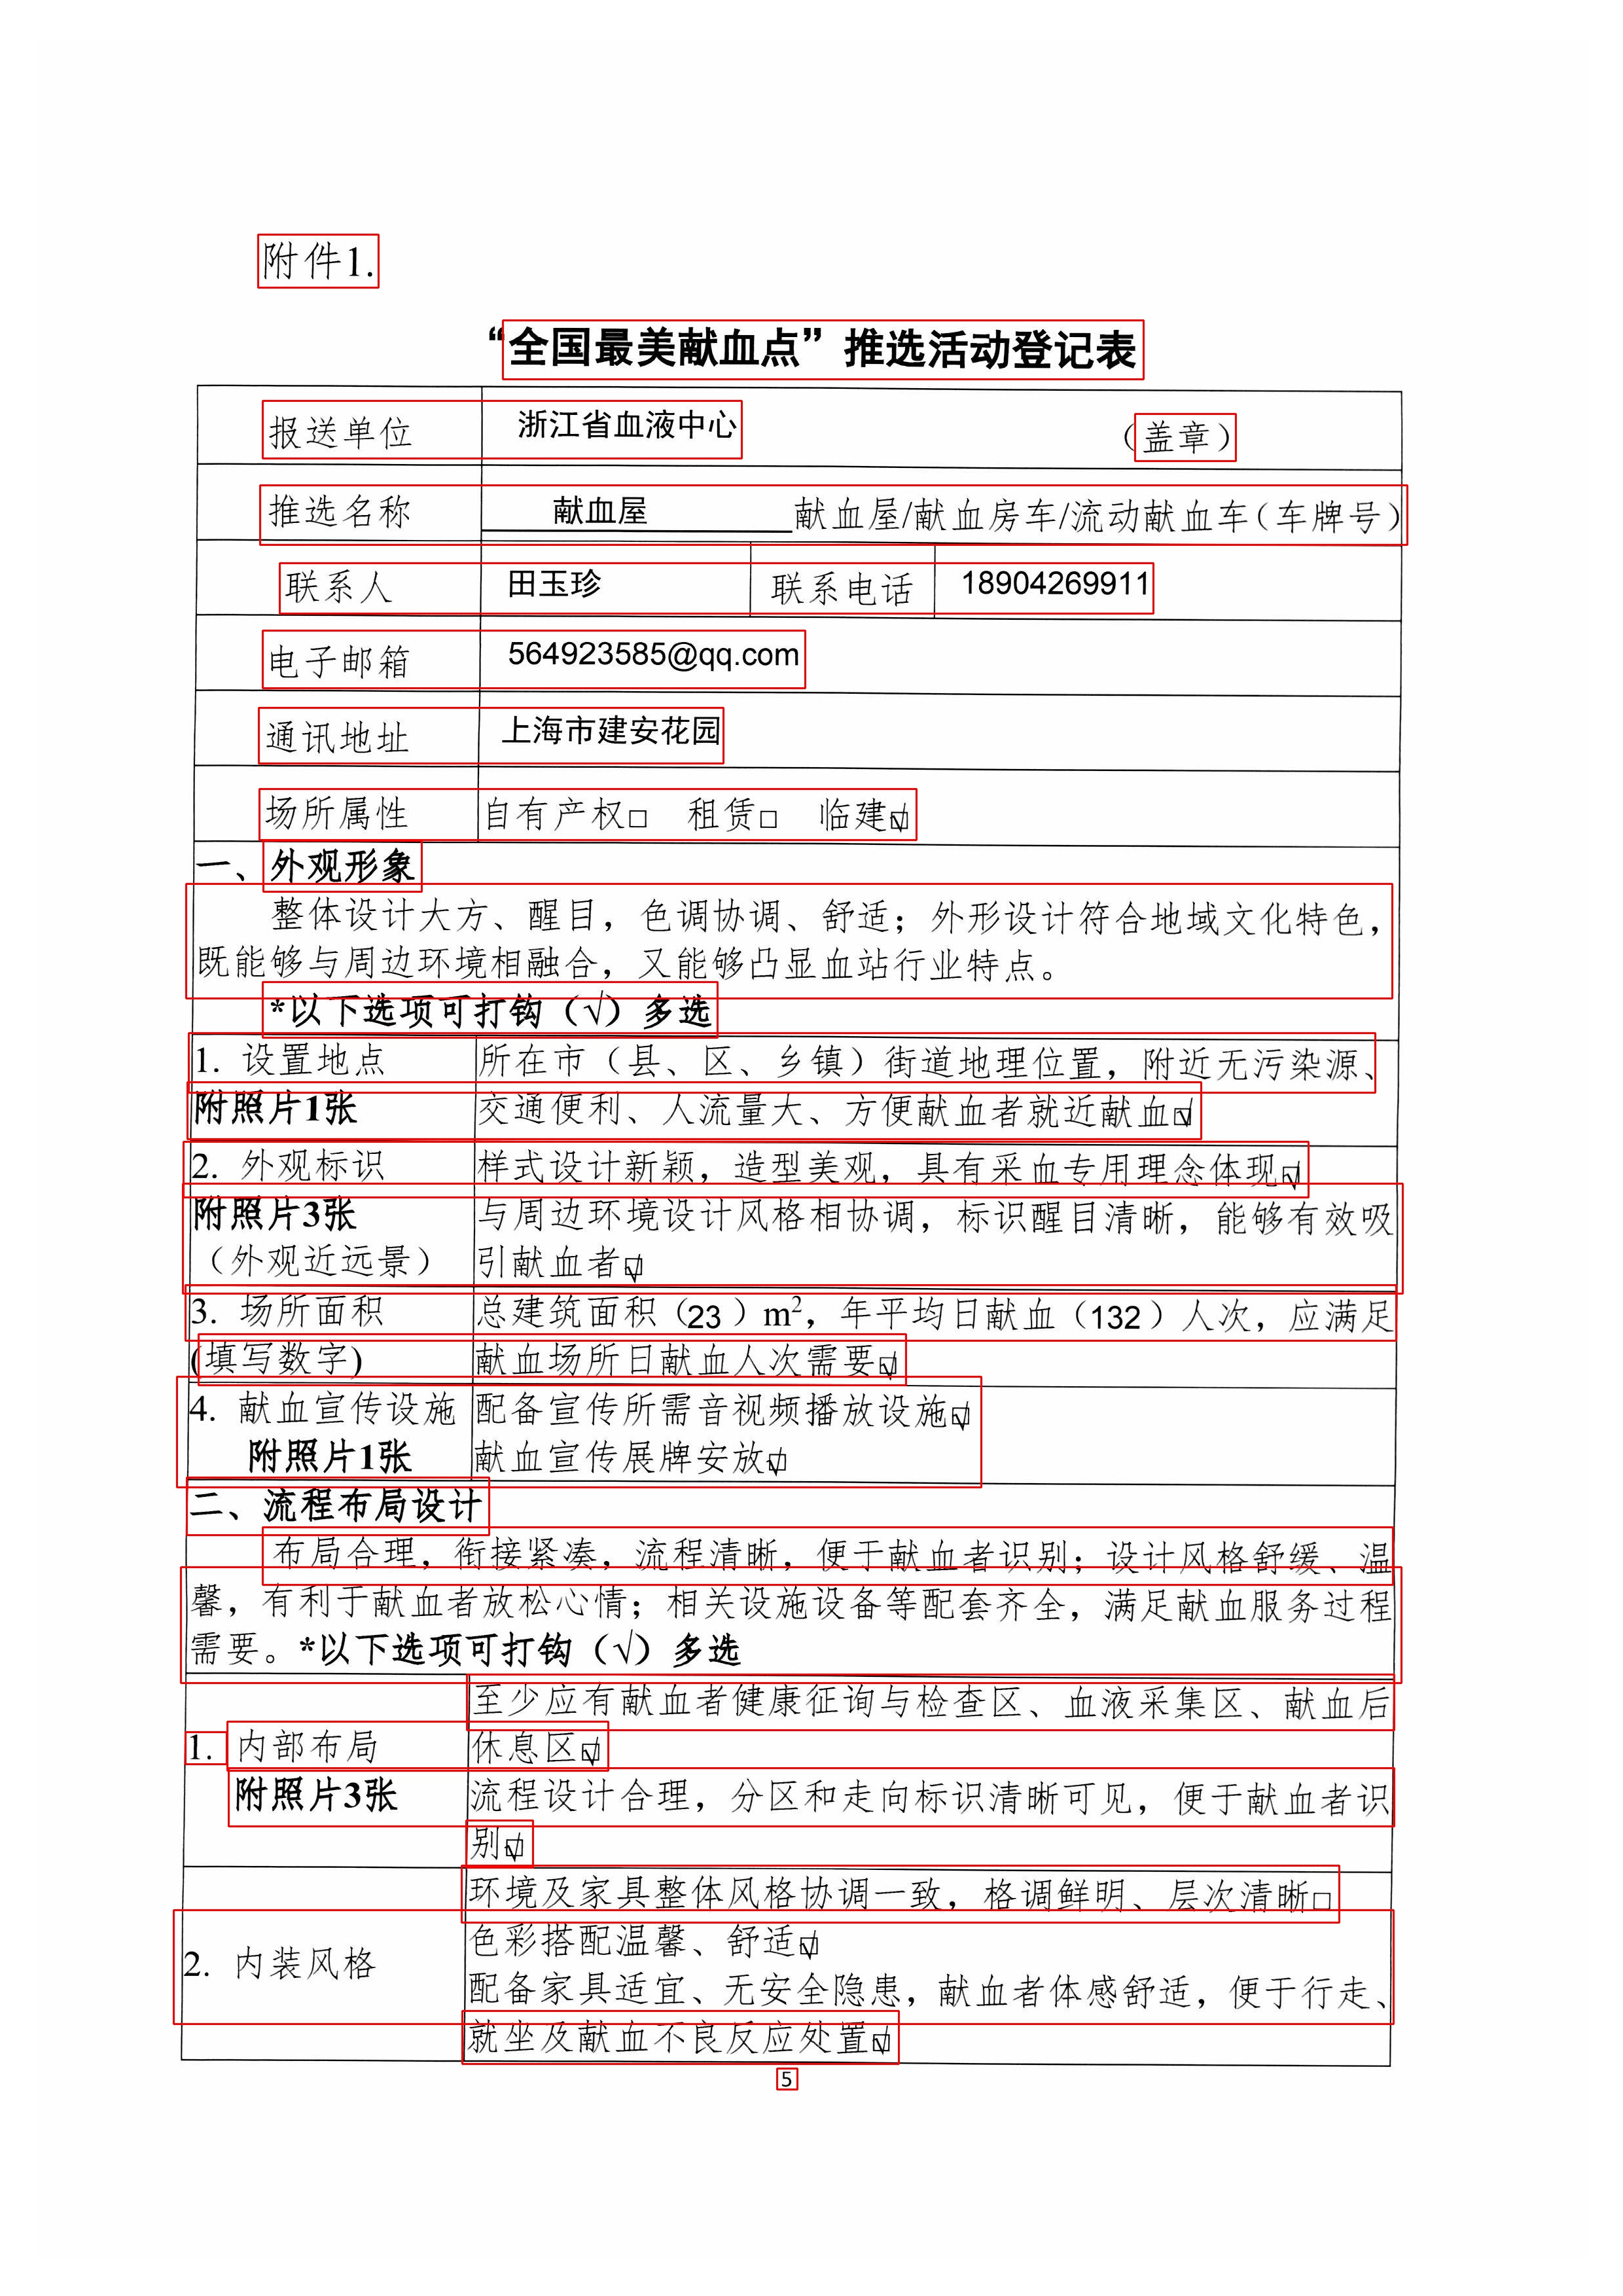 附件1.
“全国最美献血点”推选活动登记表
报送单位 浙江省血液中心 （盖章）
推选名称 献血屋 献血屋/献血房车/流动献血车（车牌号）
联系人 田玉珍 联系电话 18904269911
电子邮箱 564923585@qq.com
通讯地址 上海市建安花园
场所属性 自有产权□ 租赁□ 临建☑
一、外观形象
整体设计大方、醒目，色调协调、舒适；外形设计符合地域文化特色，
既能够与周边环境相融合，又能够凸显血站行业特点。
*以下选项可打钩（√）多选
1. 设置地点 所在市（县、区、乡镇）街道地理位置，附近无污染源、
附照片1张 交通便利、人流量大、方便献血者就近献血☑
2. 外观标识 样式设计新颖，造型美观，具有采血专用理念体现☑
附照片3张 与周边环境设计风格相协调，标识醒目清晰，能够有效吸
（外观近远景） 引献血者☑
3. 场所面积 总建筑面积（23）m²，年平均日献血（132）人次，应满足
(填写数字) 献血场所日献血人次需要☑
4. 献血宣传设施 配备宣传所需音视频播放设施☑
附照片1张 献血宣传展牌安放☑
二、流程布局设计
布局合理，衔接紧凑，流程清晰，便于献血者识别；设计风格舒缓、温
馨，有利于献血者放松心情；相关设施设备等配套齐全，满足献血服务过程
需要。*以下选项可打钩（√）多选
至少应有献血者健康征询与检查区、血液采集区、献血后
1. 内部布局 休息区☑
附照片3张 流程设计合理，分区和走向标识清晰可见，便于献血者识
别☑
环境及家具整体风格协调一致，格调鲜明、层次清晰□
色彩搭配温馨、舒适☑
2. 内装风格
配备家具适宜、无安全隐患，献血者体感舒适，便于行走、
就坐及献血不良反应处置☑
5